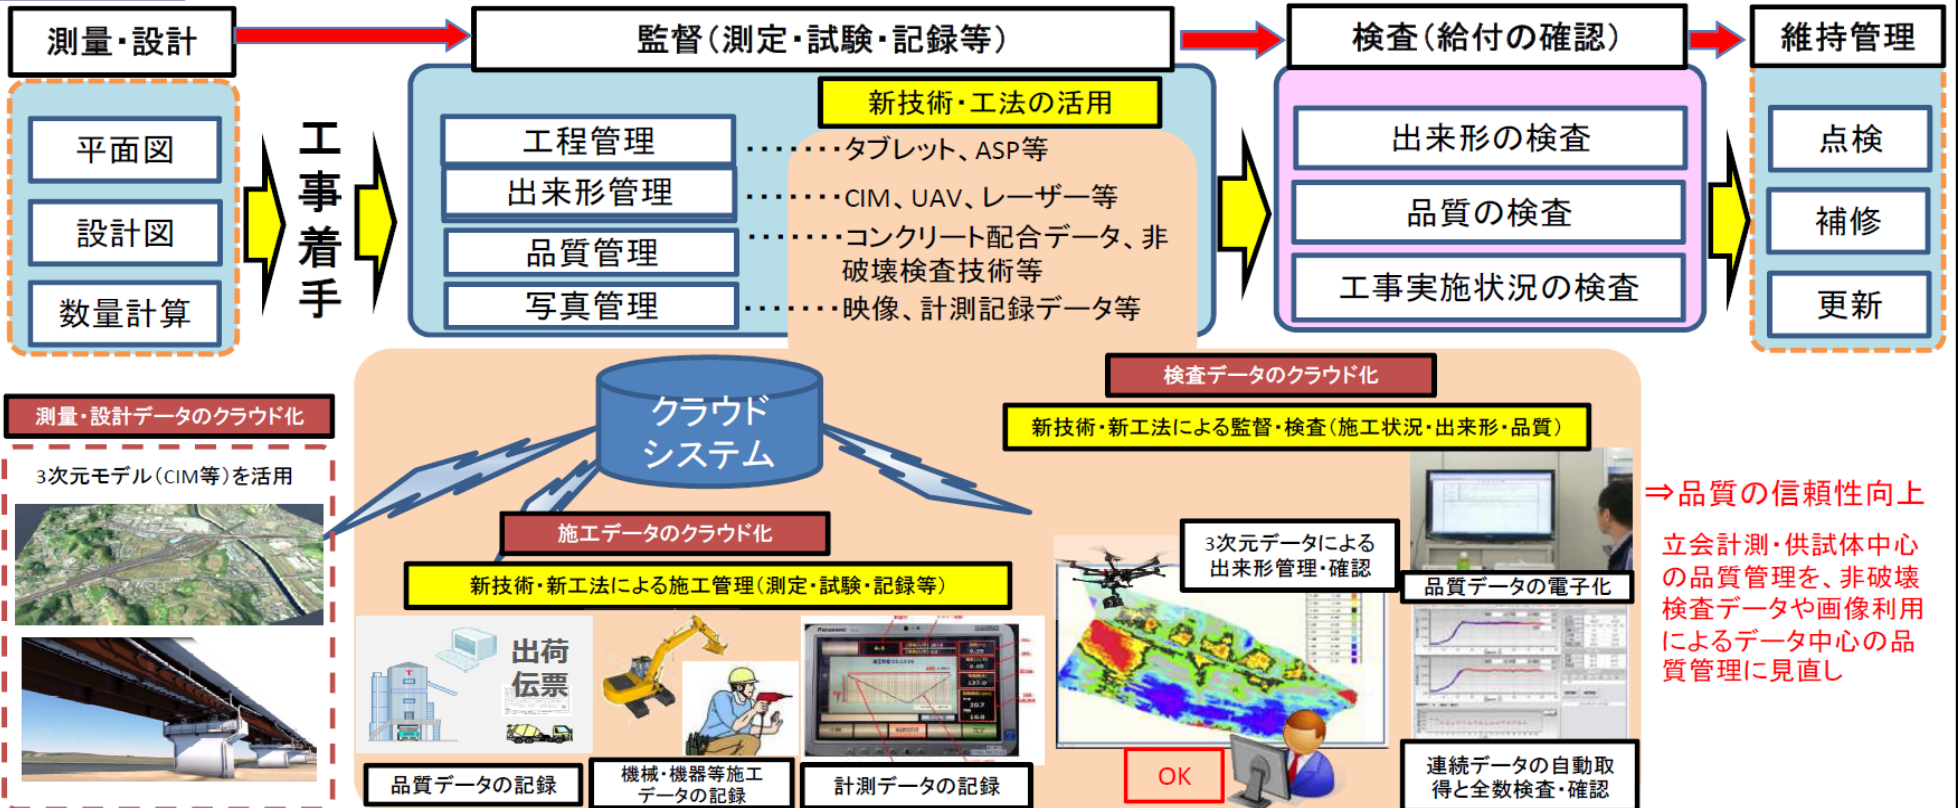 測量・設計
監督(測定・試験・記録等)
検査(給付の確認)
維持管理
平面図
設計図
数量計算
工事着手
新技術・工法の活用
工程管理
・・・・・・・タブレット、ASP等
出来形管理
・・・・・・・CIM、UAV、レーザー等
品質管理
・・・・・・・コンクリート配合データ、非
破壊検査技術等
写真管理
・・・・・・・映像、計測記録データ等
出来形の検査
品質の検査
工事実施状況の検査
点検
補修
更新
測量・設計データのクラウド化
3次元モデル(CIM等)を活用
クラウド
システム
施工データのクラウド化
新技術・新工法による施工管理(測定・試験・記録等)
出荷
伝票
Panasonic
品質データの記録
機械・機器等施工
データの記録
計測データの記録
検査データのクラウド化
新技術・新工法による監督・検査(施工状況・出来形・品質)
3次元データによる
出来形管理・確認
OK
品質データの電子化
連続データの自動取
得と全数検査・確認
⇒品質の信頼性向上
立会計測・供試体中心
の品質管理を、非破壊
検査データや画像利用
によるデータ中心の品
質管理に見直し